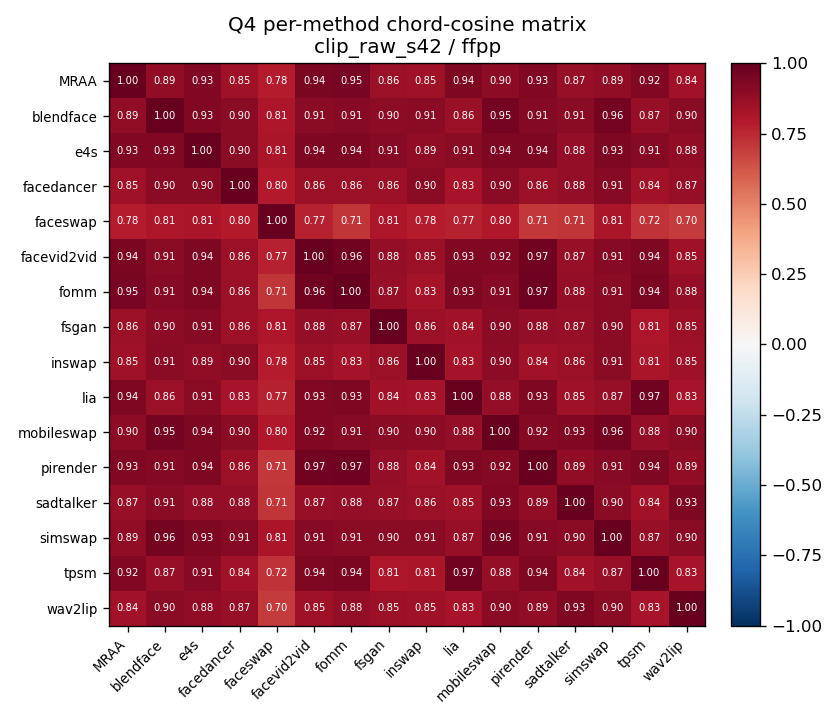 Q4 per-method chord-cosine matrix
clip_raw_s42 / ffpp
MRAA 1.00 0.89 0.93 0.85 0.78 0.94 0.95 0.86 0.85 0.94 0.90 0.93 0.87 0.89 0.92 0.84
blendface 0.89 1.00 0.93 0.90 0.81 0.91 0.91 0.90 0.91 0.86 0.95 0.91 0.91 0.96 0.87 0.90
e4s 0.93 0.93 1.00 0.90 0.81 0.94 0.94 0.91 0.89 0.91 0.94 0.94 0.88 0.93 0.91 0.88
facedancer 0.85 0.90 0.90 1.00 0.80 0.86 0.86 0.86 0.90 0.83 0.90 0.86 0.88 0.91 0.84 0.87
faceswap 0.78 0.81 0.81 0.80 1.00 0.77 0.71 0.81 0.78 0.77 0.80 0.71 0.71 0.81 0.72 0.70
facevid2vid 0.94 0.91 0.94 0.86 0.77 1.00 0.96 0.88 0.85 0.93 0.92 0.97 0.87 0.91 0.94 0.85
fomm 0.95 0.91 0.94 0.86 0.71 0.96 1.00 0.87 0.83 0.93 0.91 0.97 0.88 0.91 0.94 0.88
fsgan 0.86 0.90 0.91 0.86 0.81 0.88 0.87 1.00 0.86 0.84 0.90 0.88 0.87 0.90 0.81 0.85
inswap 0.85 0.91 0.89 0.90 0.78 0.85 0.83 0.86 1.00 0.83 0.90 0.84 0.86 0.91 0.81 0.85
lia 0.94 0.86 0.91 0.83 0.77 0.93 0.93 0.84 0.83 1.00 0.88 0.93 0.85 0.87 0.97 0.83
mobileswap 0.90 0.95 0.94 0.90 0.80 0.92 0.91 0.90 0.90 0.88 1.00 0.92 0.93 0.96 0.88 0.90
pirender 0.93 0.91 0.94 0.86 0.71 0.97 0.97 0.88 0.84 0.93 0.92 1.00 0.89 0.91 0.94 0.89
sadtalker 0.87 0.91 0.88 0.88 0.71 0.87 0.88 0.87 0.86 0.85 0.93 0.89 1.00 0.90 0.84 0.93
simswap 0.89 0.96 0.93 0.91 0.81 0.91 0.91 0.90 0.91 0.87 0.96 0.91 0.90 1.00 0.87 0.90
tpsm 0.92 0.87 0.91 0.84 0.72 0.94 0.94 0.81 0.81 0.97 0.88 0.94 0.84 0.87 1.00 0.83
wav2lip 0.84 0.90 0.88 0.87 0.70 0.85 0.88 0.85 0.85 0.83 0.90 0.89 0.93 0.90 0.83 1.00
MRAA blendface e4s facedancer faceswap facevid2vid fomm fsgan inswap lia mobileswap pirender sadtalker simswap tpsm wav2lip
1.00
0.75
0.50
0.25
0.00
−0.25
−0.50
−0.75
−1.00